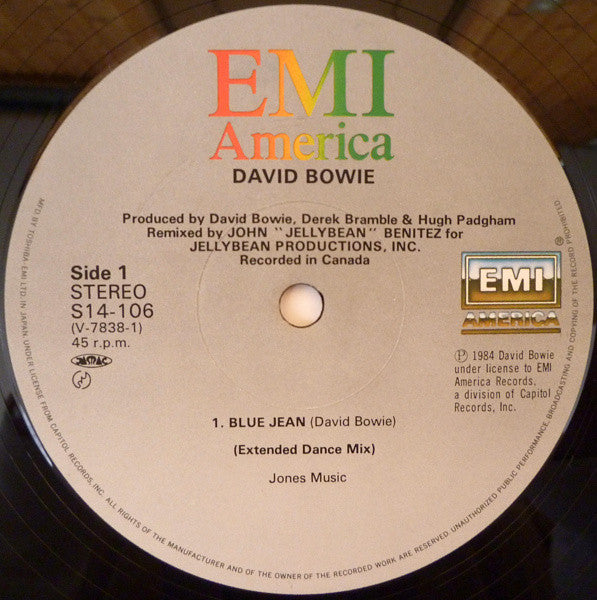 EMI
America
DAVID BOWIE
Produced by David Bowie, Derek Bramble & Hugh Padgham
Remixed by JOHN "JELLYBEAN" BENITEZ for
JELLYBEAN PRODUCTIONS, INC.
Recorded in Canada
Side 1
STEREO
S14-106
(V-7838-1)
45 r.p.m.
JASRAC
®
EMI
AMERICA
Ⓟ 1984 David Bowie
under license to EMI
America Records,
a division of Capitol
Records, Inc.
1. BLUE JEAN (David Bowie)
(Extended Dance Mix)
Jones Music
MFD. BY TOSHIBA-EMI LTD. IN JAPAN, UNDER LICENSE FROM CAPITOL RECORDS, INC. ALL RIGHTS OF THE MANUFACTURER AND OF THE OWNER OF THE RECORDED WORK ARE RESERVED. UNAUTHORIZED PUBLIC PERFORMANCE, BROADCASTING AND COPYING OF THE RECORD PROHIBITED.